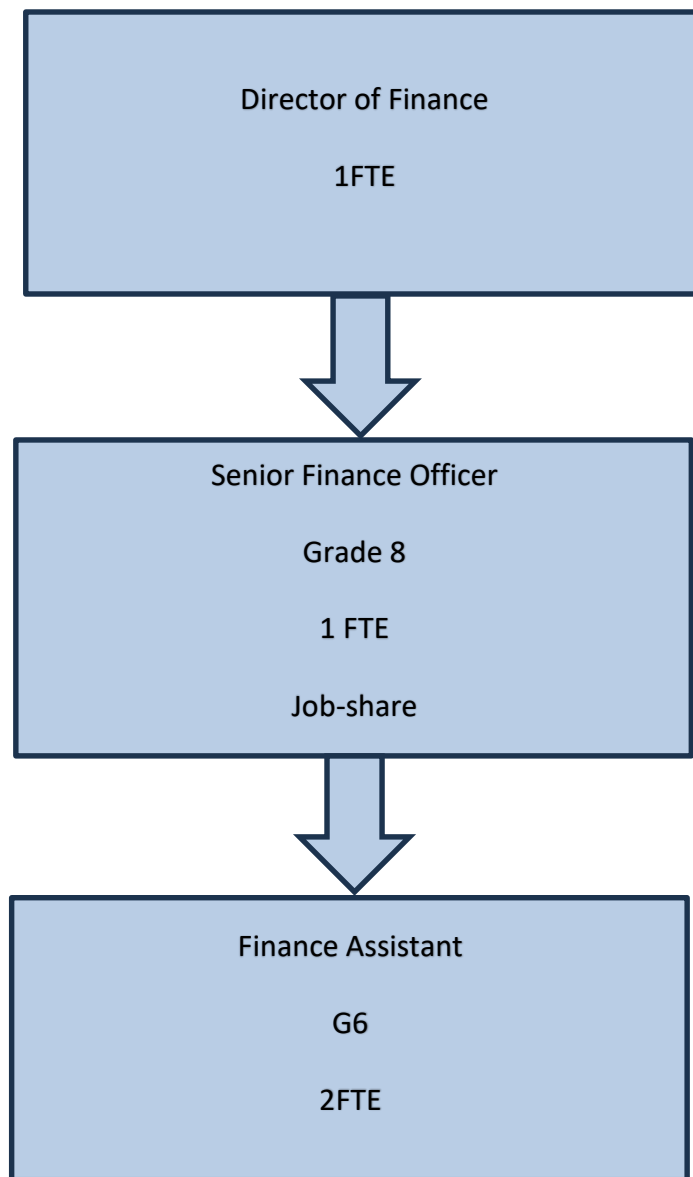 Director of Finance
1FTE
Senior Finance Officer
Grade 8
1 FTE
Job-share
Finance Assistant
G6
2FTE